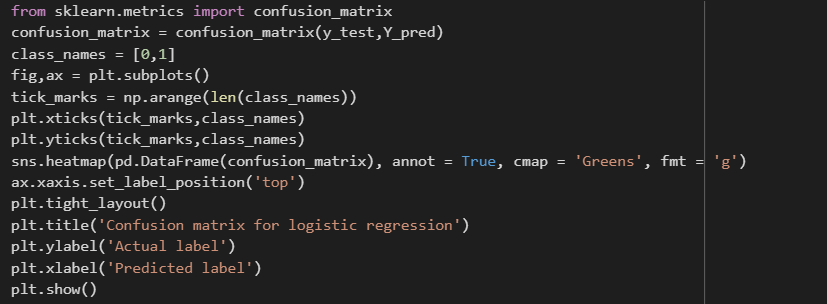 from sklearn.metrics import confusion_matrix
confusion_matrix = confusion_matrix(y_test,Y_pred)
class_names = [0,1]
fig,ax = plt.subplots()
tick_marks = np.arange(len(class_names))
plt.xticks(tick_marks,class_names)
plt.yticks(tick_marks,class_names)
sns.heatmap(pd.DataFrame(confusion_matrix), annot = True, cmap = 'Greens', fmt = 'g')
ax.xaxis.set_label_position('top')
plt.tight_layout()
plt.title('Confusion matrix for logistic regression')
plt.ylabel('Actual label')
plt.xlabel('Predicted label')
plt.show()